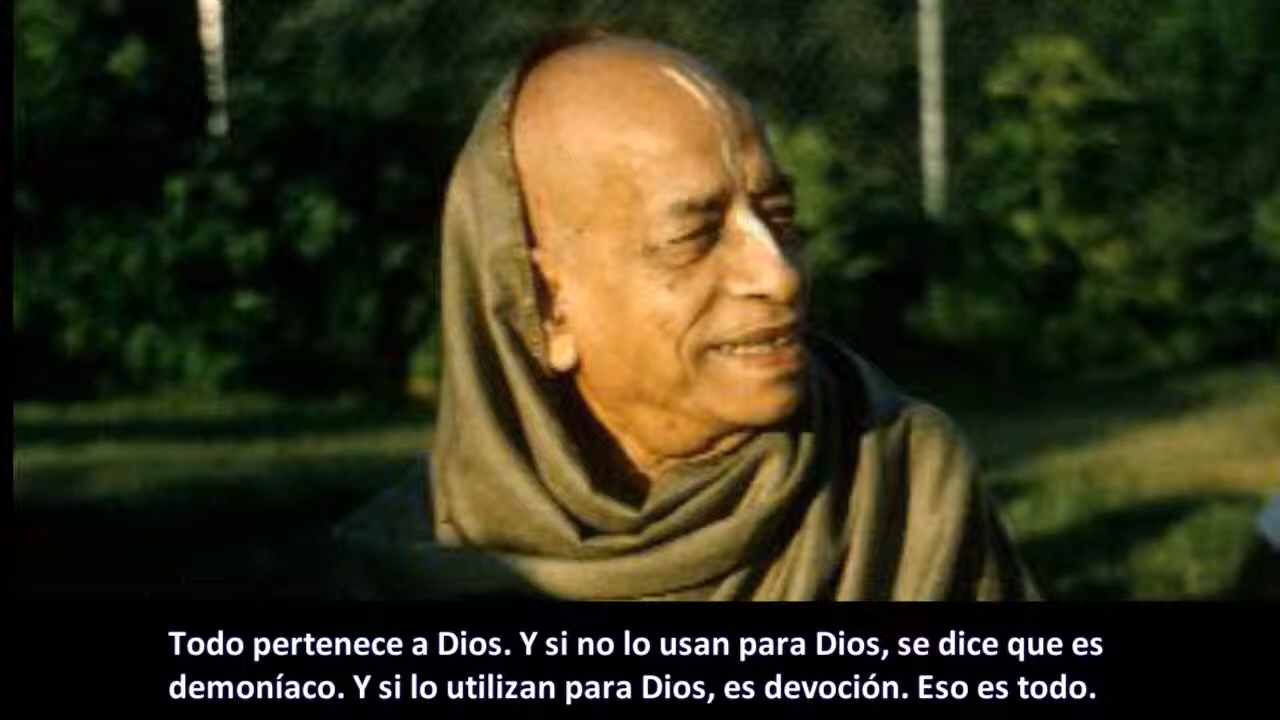 Todo pertenece a Dios. Y si no lo usan para Dios, se dice que es
demoníaco. Y si lo utilizan para Dios, es devoción. Eso es todo.